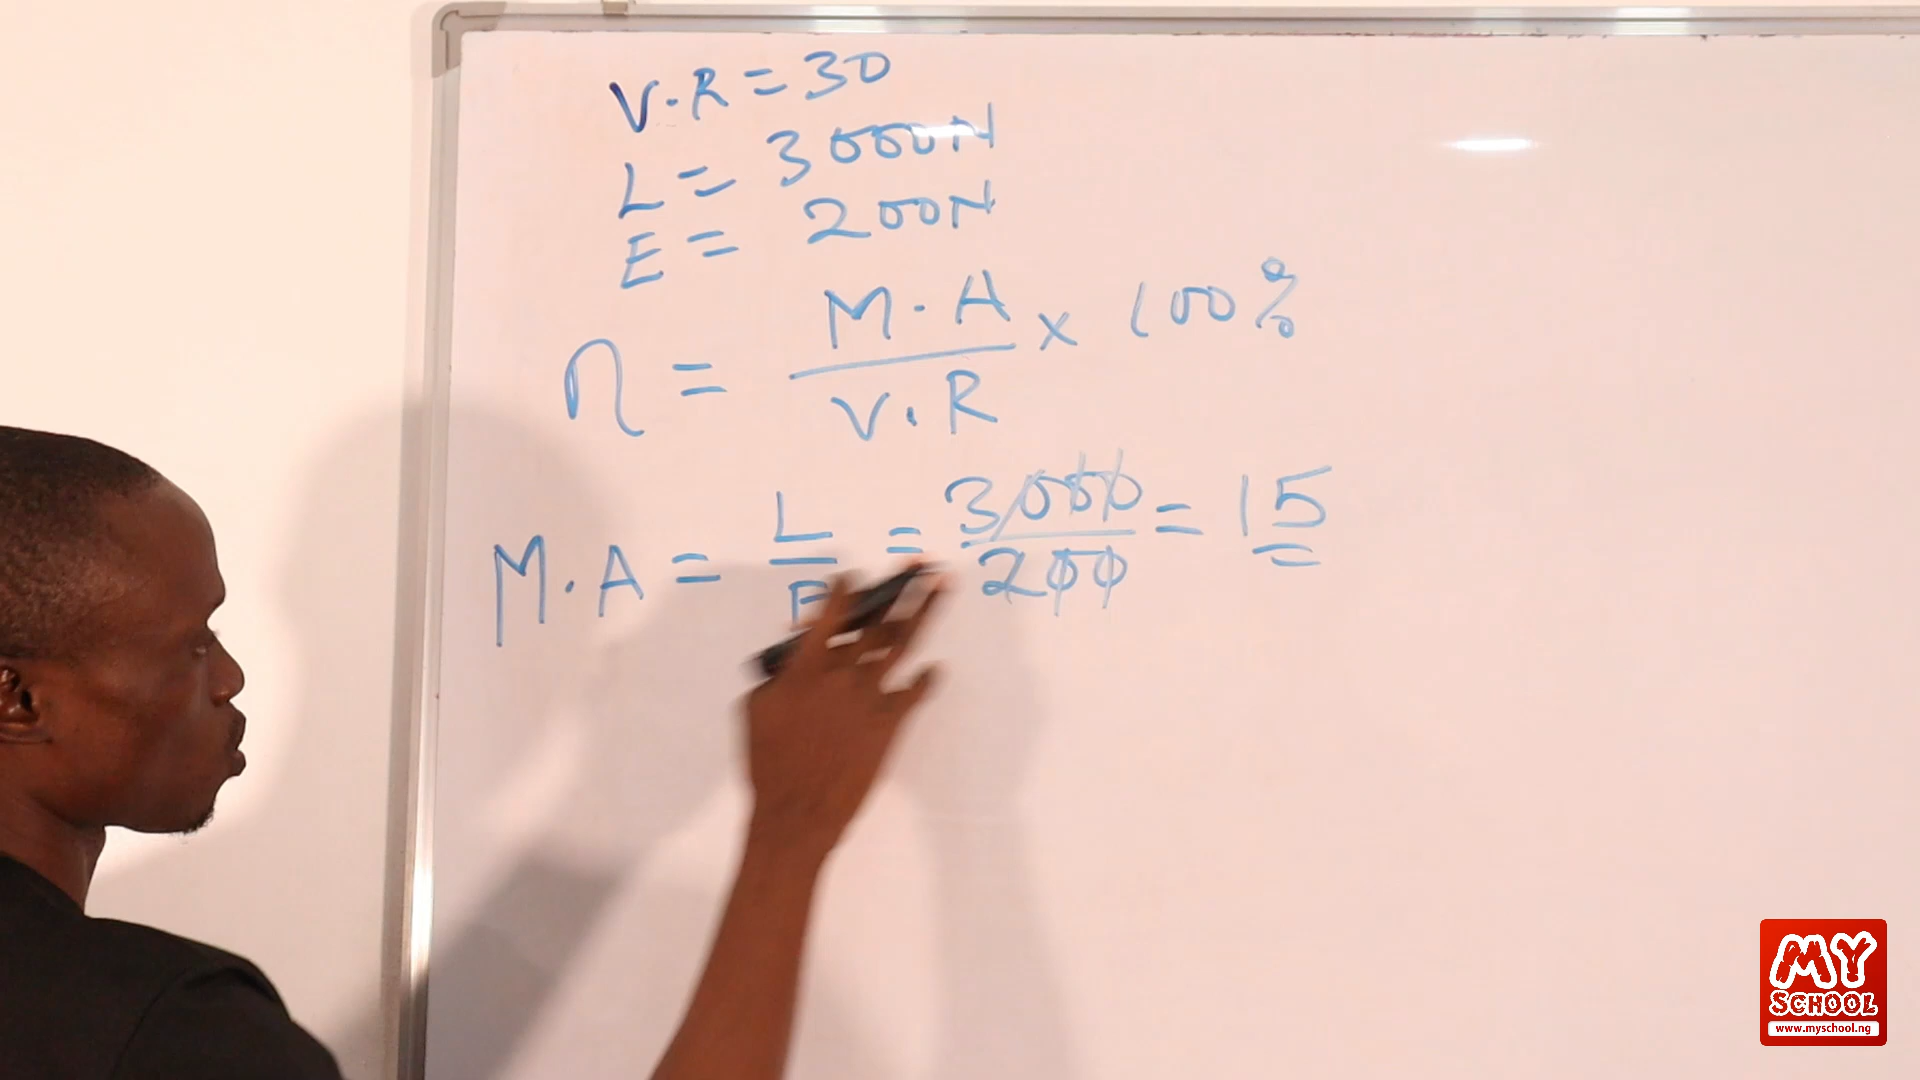 V.R = 30
L = 3000N
E = 200N
η = M.A / V.R × 100%
M.A = L / E = 3000 / 200 = 15
MY
SCHOOL
www.myschool.ng